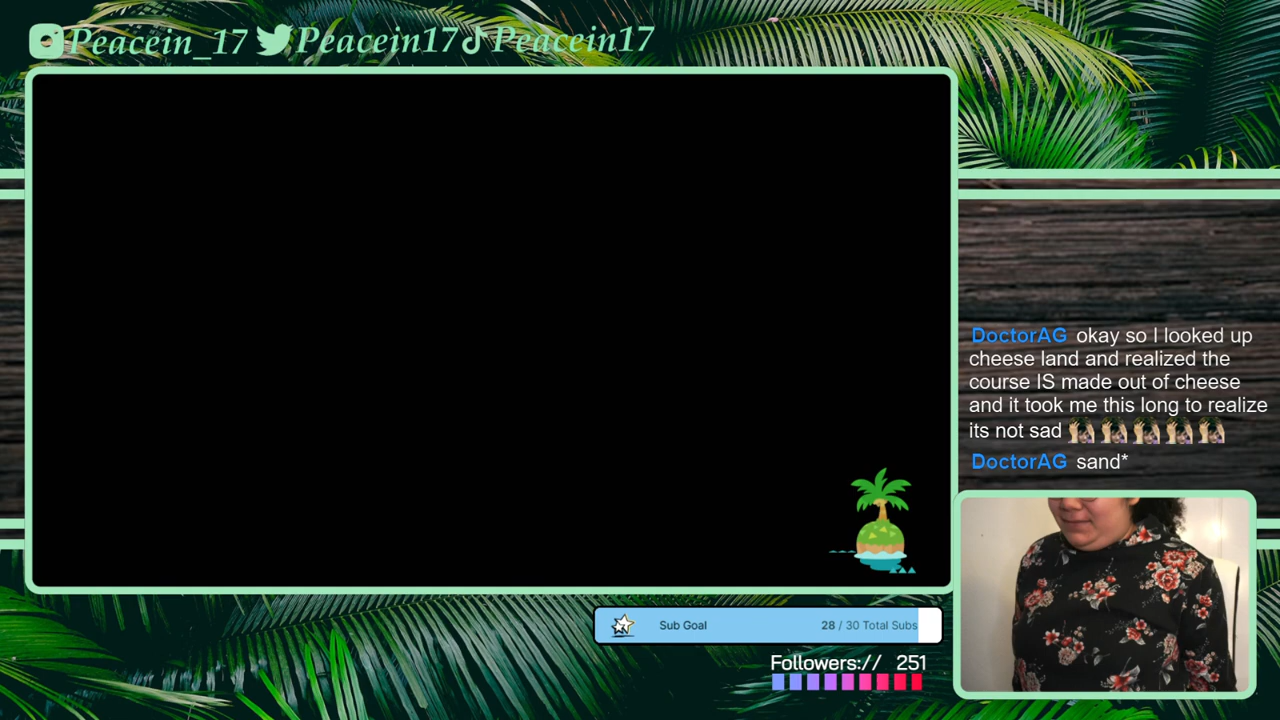 Peacein_17 Peacein17 Peacein17
DoctorAG okay so I looked up
cheese land and realized the
course IS made out of cheese
and it took me this long to realize
its not sad
DoctorAG sand*
Sub Goal 28 / 30 Total Subs
Followers:// 251